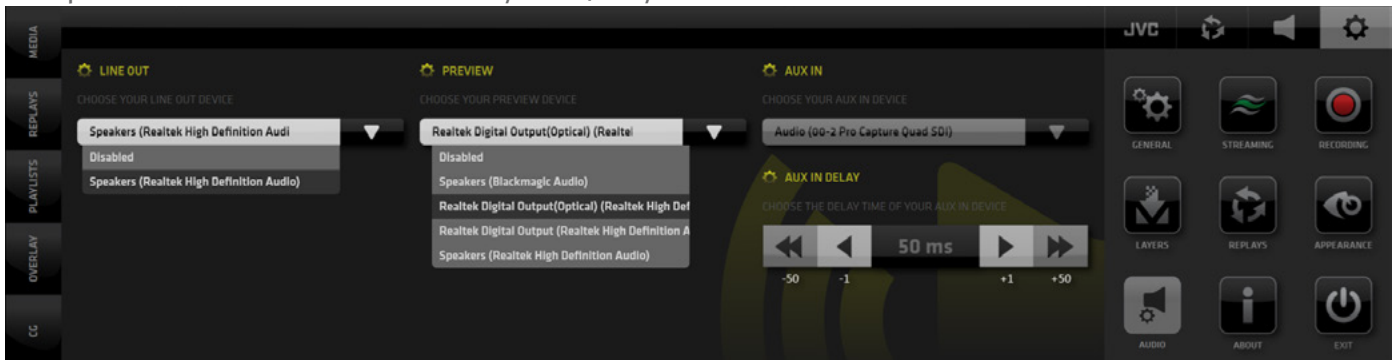 MEDIA
REPLAYS
PLAYLISTS
OVERLAY
CG
LINE OUT
CHOOSE YOUR LINE OUT DEVICE
Speakers (Realtek High Definition Audi
Disabled
Speakers (Realtek High Definition Audio)
PREVIEW
CHOOSE YOUR PREVIEW DEVICE
Realtek Digital Output(Optical) (Realtel
Disabled
Speakers (Blackmagic Audio)
Realtek Digital Output(Optical) (Realtek High Def
Realtek Digital Output (Realtek High Definition A
Speakers (Realtek High Definition Audio)
AUX IN
CHOOSE YOUR AUX IN DEVICE
Audio (00-2 Pro Capture Quad SDI)
AUX IN DELAY
CHOOSE THE DELAY TIME OF YOUR AUX IN DEVICE
50 ms
-50 -1 +1 +50
JVC
GENERAL STREAMING RECORDING
LAYERS REPLAYS APPEARANCE
AUDIO ABOUT EXIT